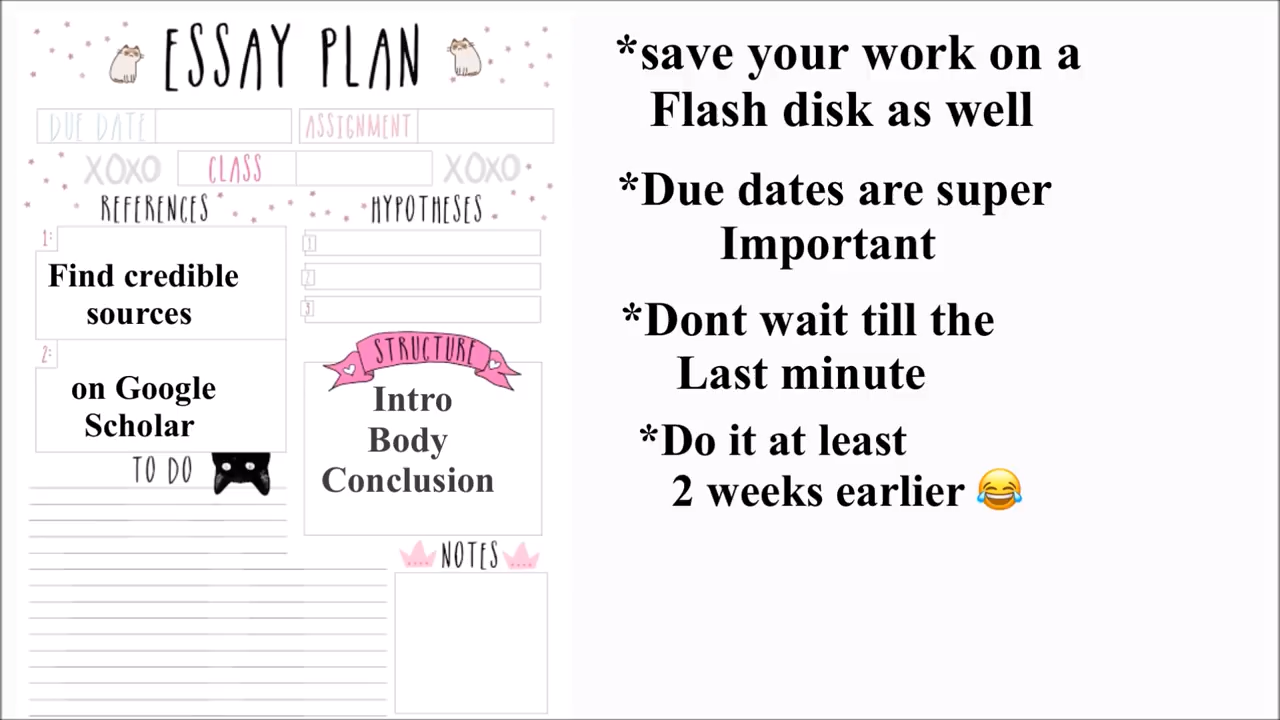 ESSAY PLAN
DUE DATE
ASSIGNMENT
XOXO
CLASS
XOXO
REFERENCES
1:
Find credible
sources
2:
on Google
Scholar
TO DO
HYPOTHESES
1
2
3
STRUCTURE
Intro
Body
Conclusion
NOTES
*save your work on a
Flash disk as well
*Due dates are super
Important
*Dont wait till the
Last minute
*Do it at least
2 weeks earlier 😂